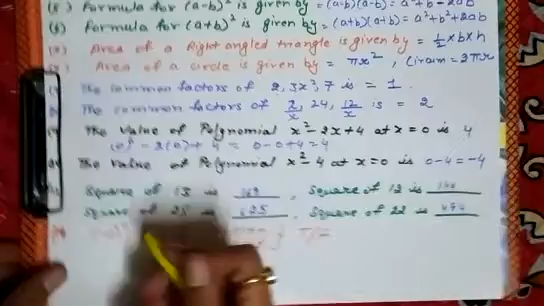 Formula for (a-b)² is given by = (a-b)(a-b) = a²+b²-2ab
Formula for (a+b)² is given by = (a+b)(a+b) = a²+b²+2ab
Area of a Right angled triangle is given by = 1/2 x b x h
Area of a circle is given by = πx², Circum = 2πr
The common factors of 2, 3x², 7 is = 1.
The common factors of 2/x, 24, 12/x is = 2
The value of Polynomial x²-2x+4 at x=0 is 4
(0)²-2(0)+4 = 0-0+4=4
The value of Polynomial x²-4 at x=0 is 0-4=-4
Square of 13 is 169, Square of 12 is 144
Square of 25 is 625, Square of 22 is 484